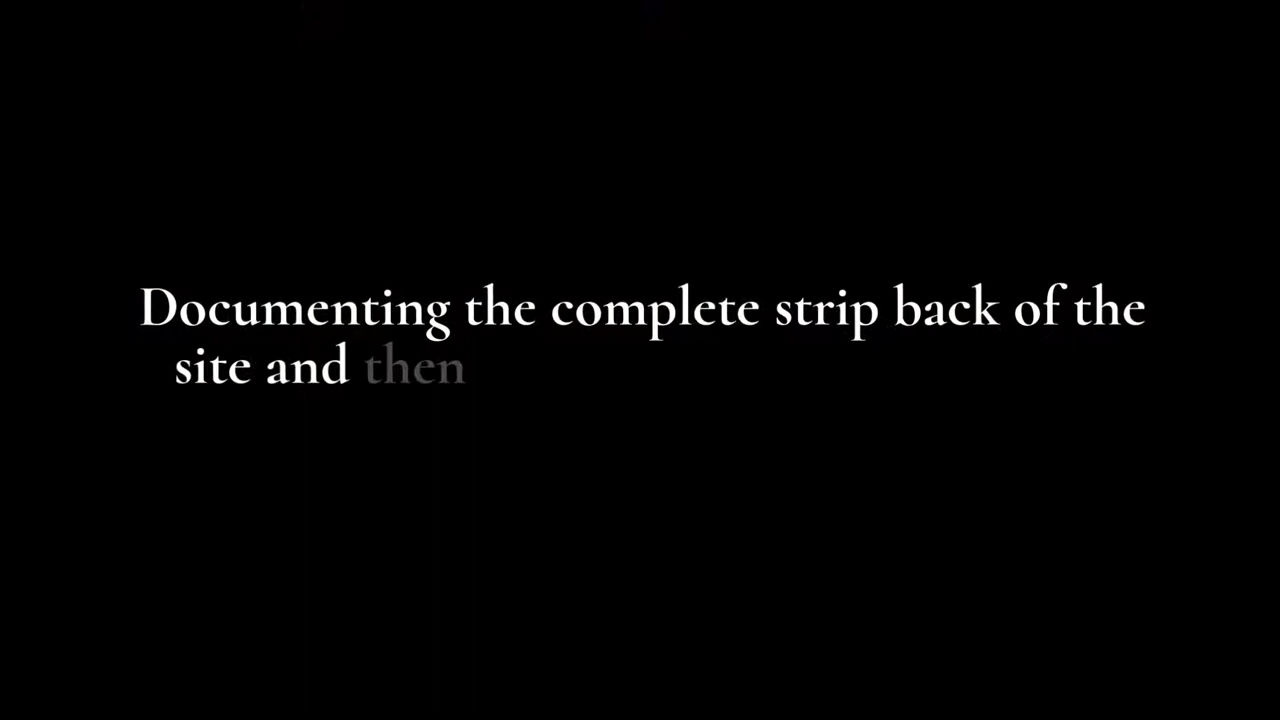 Documenting the complete strip back of the
site and then